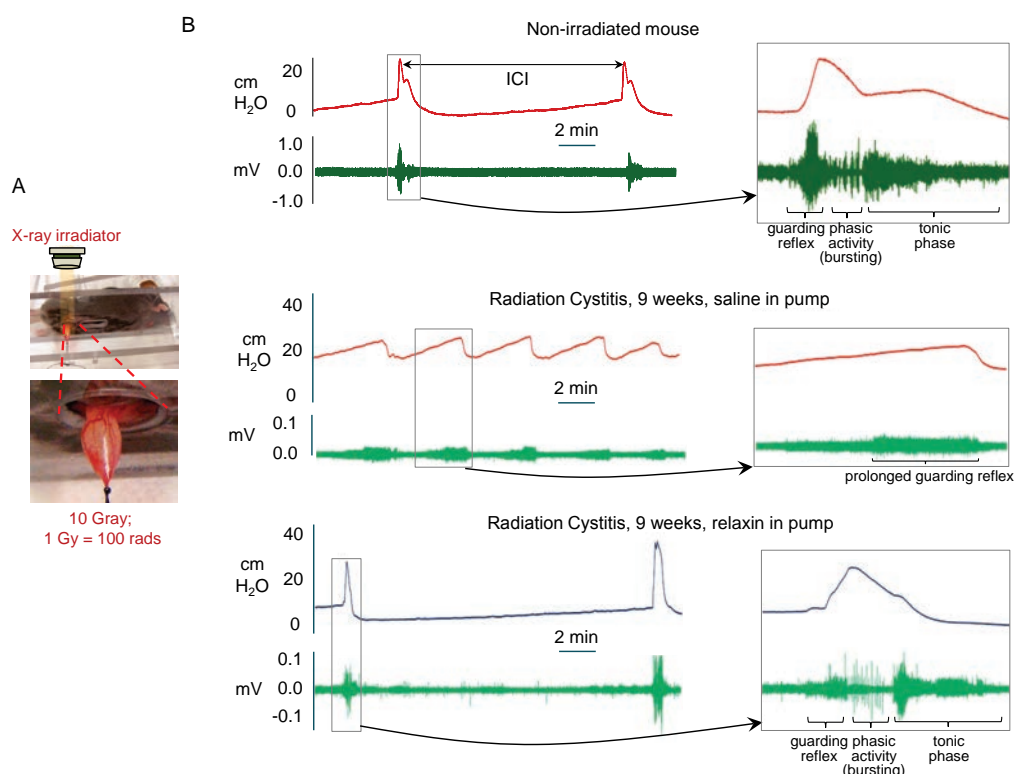 A
X-ray irradiator
10 Gray;
1 Gy = 100 rads
B
Non-irradiated mouse
cm
H₂O
20
0
ICI
2 min
mV
1.0
0.0
-1.0
guarding
reflex
phasic
activity
(bursting)
tonic
phase
Radiation Cystitis, 9 weeks, saline in pump
cm
H₂O
40
20
0
2 min
mV
0.1
0.0
prolonged guarding reflex
Radiation Cystitis, 9 weeks, relaxin in pump
cm
H₂O
40
20
0
2 min
mV
0.1
0.0
-0.1
guarding
reflex
phasic
activity
(bursting)
tonic
phase